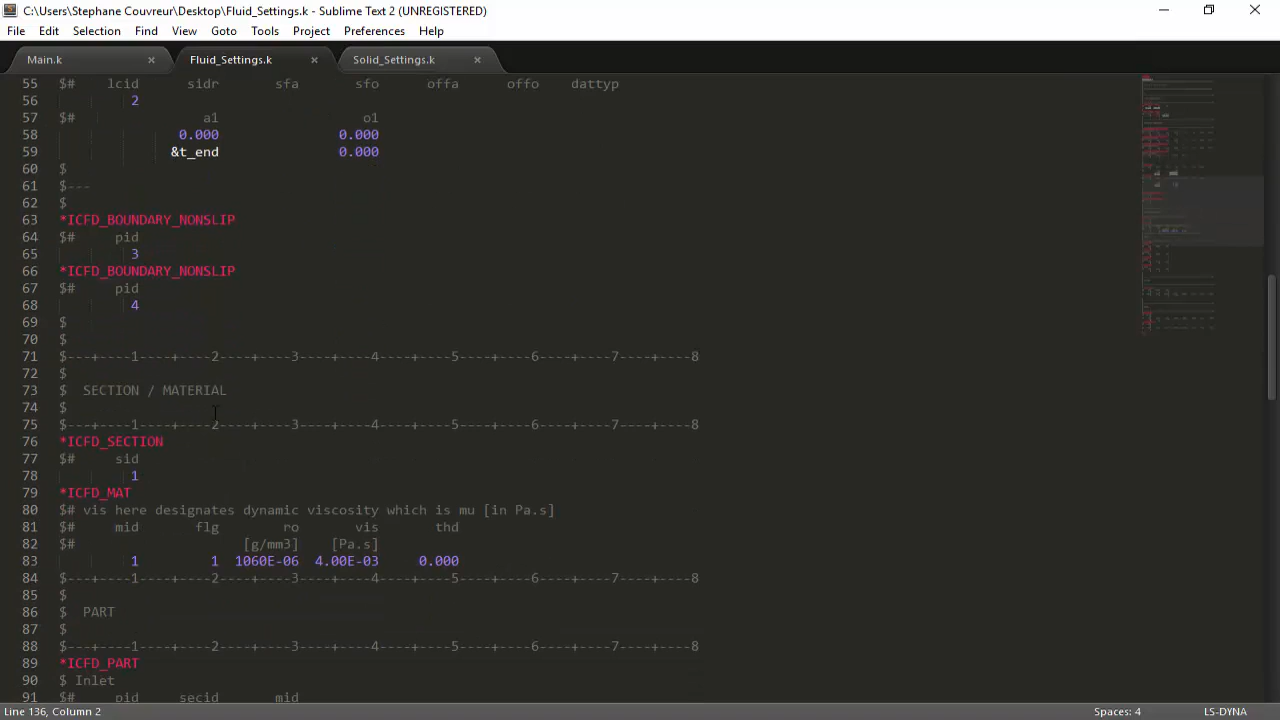 C:\Users\Stephane Couvreur\Desktop\Fluid_Settings.k - Sublime Text 2 (UNREGISTERED)
File Edit Selection Find View Goto Tools Project Preferences Help
Main.k × Fluid_Settings.k × Solid_Settings.k ×
55 $# lcid sidr sfa sfo offa offo dattyp
56 2
57 $# a1 o1
58 0.000 0.000
59 &t_end 0.000
60 $
61 $---
62 $
63 *ICFD_BOUNDARY_NONSLIP
64 $# pid
65 3
66 *ICFD_BOUNDARY_NONSLIP
67 $# pid
68 4
69 $
70 $
71 $---+----1----+----2----+----3----+----4----+----5----+----6----+----7----+----8
72 $
73 $ SECTION / MATERIAL
74 $
75 $---+----1----+----2----+----3----+----4----+----5----+----6----+----7----+----8
76 *ICFD_SECTION
77 $# sid
78 1
79 *ICFD_MAT
80 $# vis here designates dynamic viscosity which is mu [in Pa.s]
81 $# mid flg ro vis thd
82 $# [g/mm3] [Pa.s]
83 1 1 1060E-06 4.00E-03 0.000
84 $---+----1----+----2----+----3----+----4----+----5----+----6----+----7----+----8
85 $
86 $ PART
87 $
88 $---+----1----+----2----+----3----+----4----+----5----+----6----+----7----+----8
89 *ICFD_PART
90 $ Inlet
91 $# pid secid mid
Line 136, Column 2 Spaces: 4 LS-DYNA